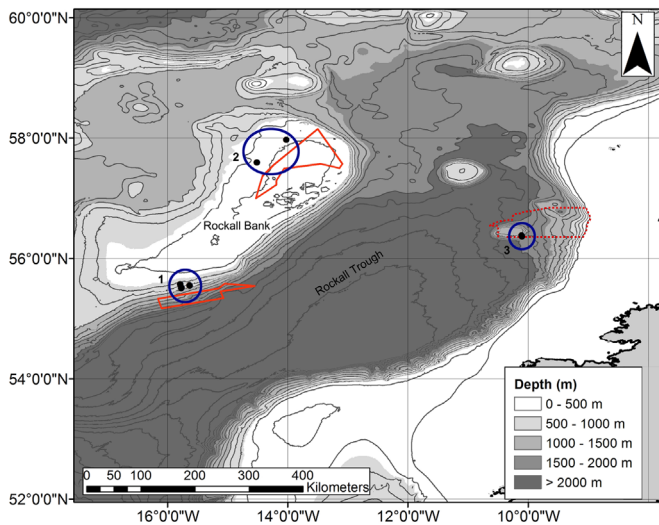 60°0'0"N
N
58°0'0"N
2
Rockall Bank
3
56°0'0"N
1
Rockall Trough
54°0'0"N
Depth (m)
0 - 500 m
500 - 1000 m
1000 - 1500 m
1500 - 2000 m
> 2000 m
0 50 100 200 300 400
Kilometers
52°0'0"N
16°0'0"W 14°0'0"W 12°0'0"W 10°0'0"W